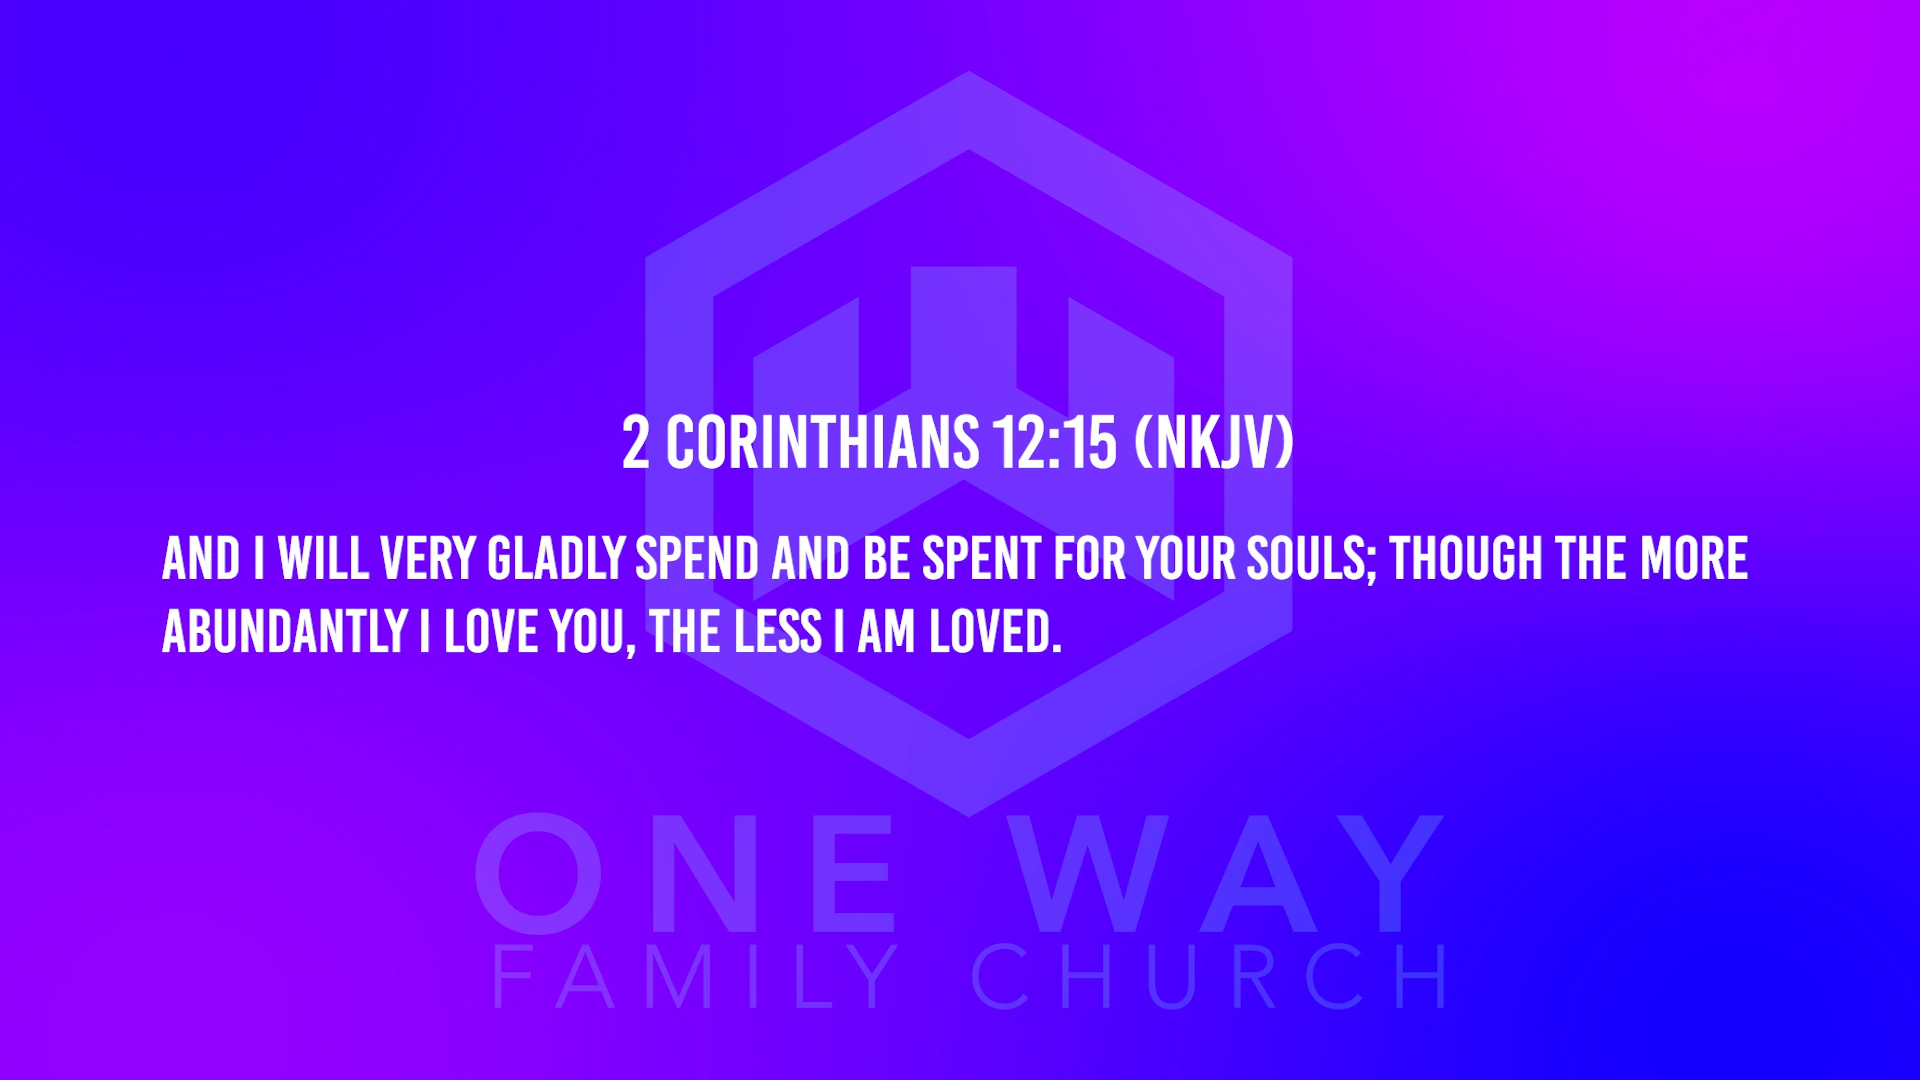 2 CORINTHIANS 12:15 (NKJV)
AND I WILL VERY GLADLY SPEND AND BE SPENT FOR YOUR SOULS; THOUGH THE MORE
ABUNDANTLY I LOVE YOU, THE LESS I AM LOVED.
ONE WAY
FAMILY CHURCH